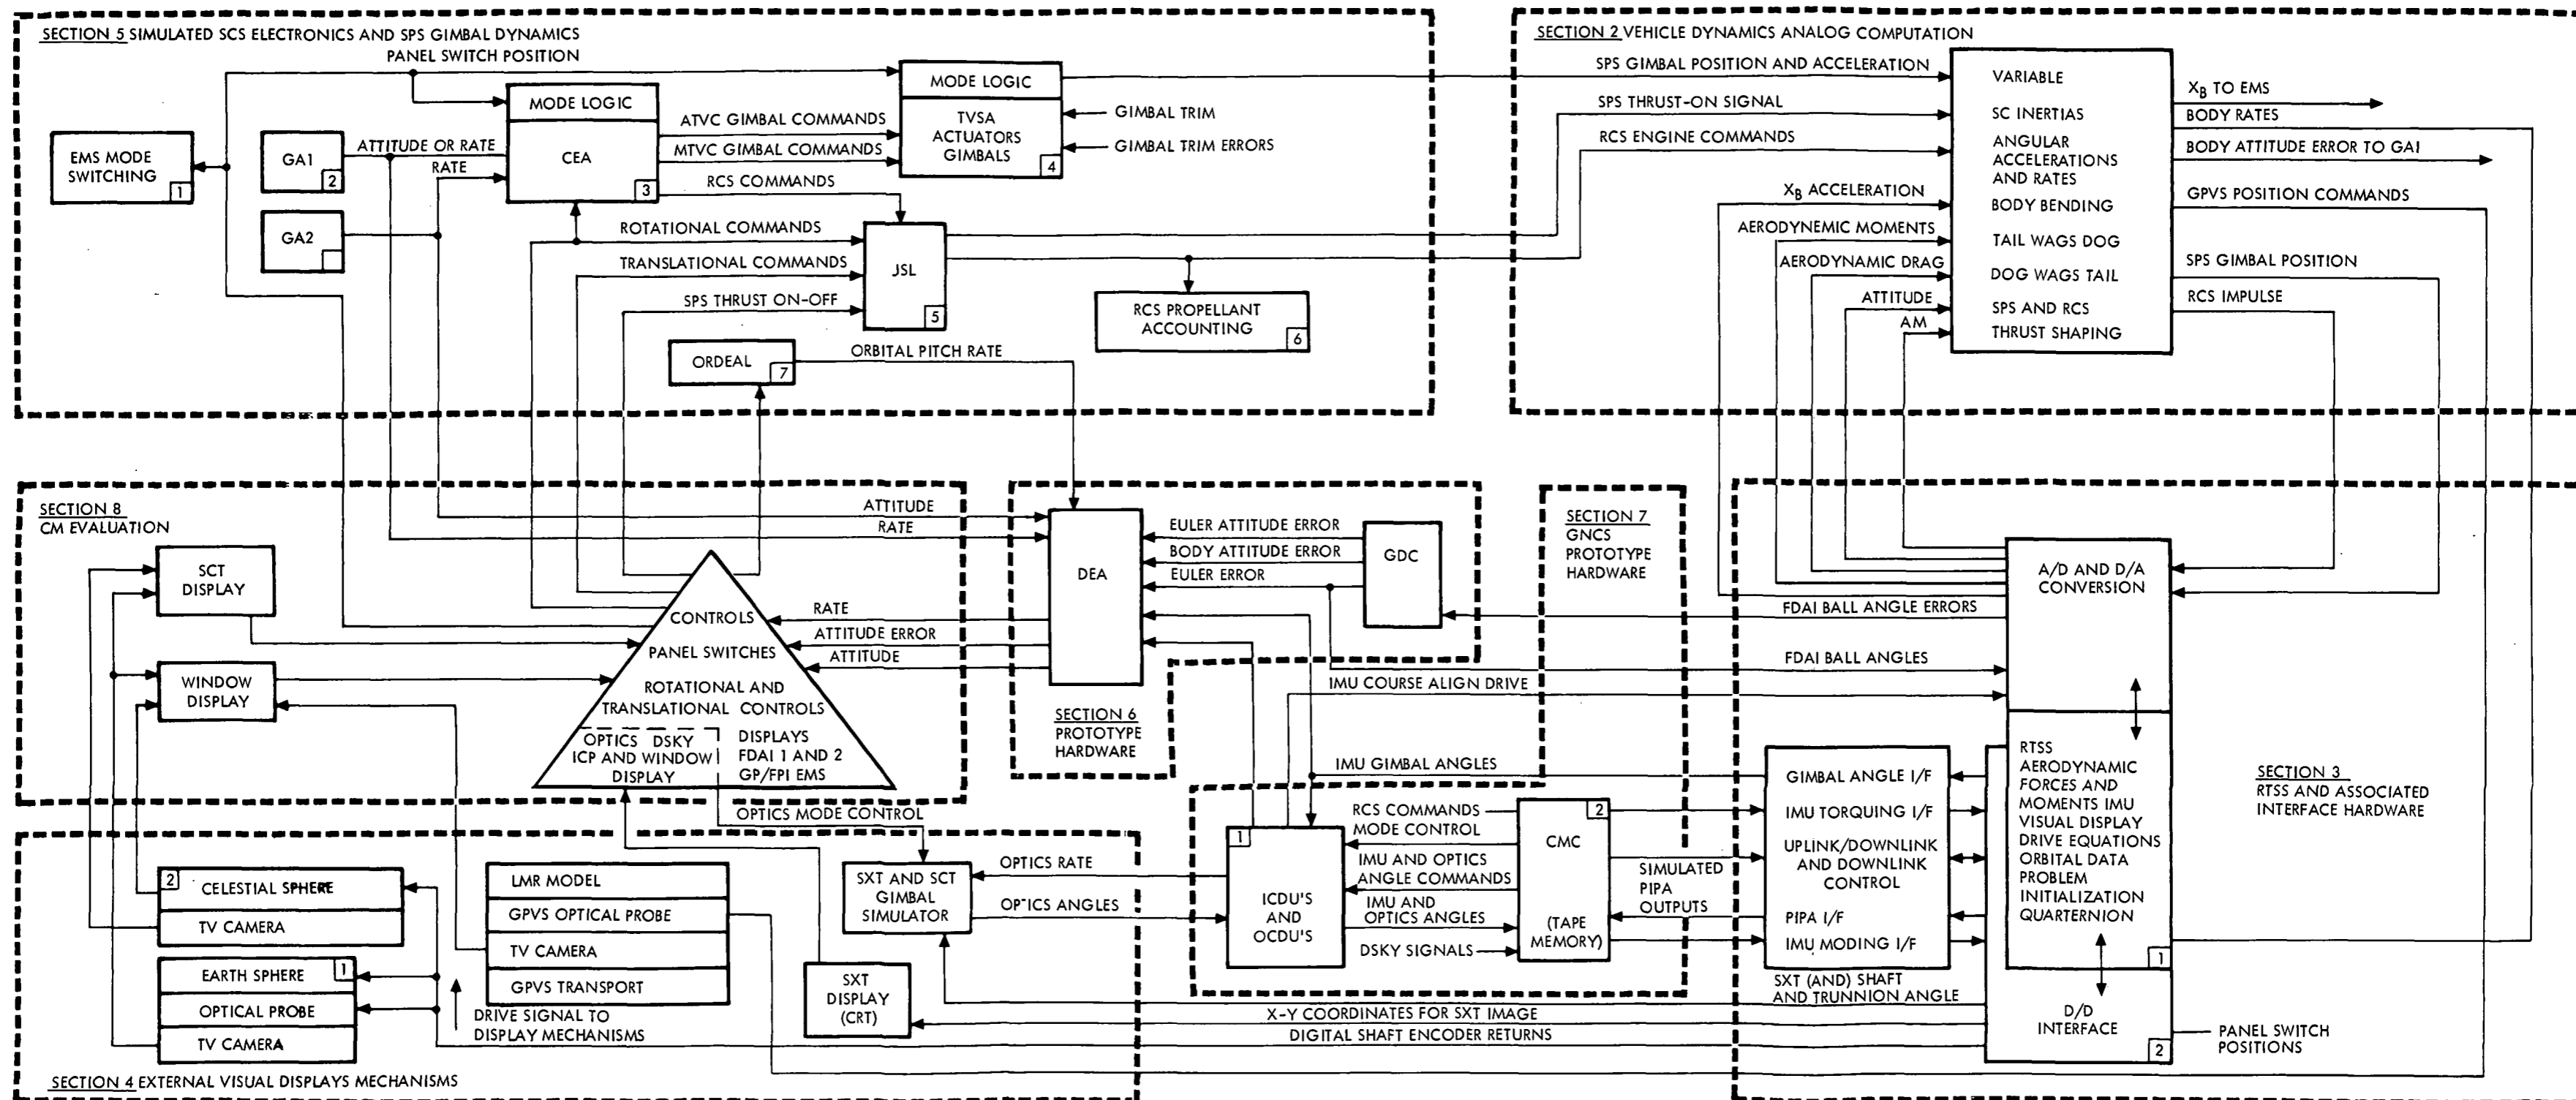 SECTION 5 SIMULATED SCS ELECTRONICS AND SPS GIMBAL DYNAMICS
PANEL SWITCH POSITION
EMS MODE
SWITCHING
1
GA1
2
GA2
ATTITUDE OR RATE
RATE
MODE LOGIC
CEA
3
ATVC GIMBAL COMMANDS
MTVC GIMBAL COMMANDS
RCS COMMANDS
MODE LOGIC
TVSA
ACTUATORS
GIMBALS
4
GIMBAL TRIM
GIMBAL TRIM ERRORS
ROTATIONAL COMMANDS
TRANSLATIONAL COMMANDS
SPS THRUST ON-OFF
JSL
5
RCS PROPELLANT
ACCOUNTING
6
ORDEAL
7
ORBITAL PITCH RATE
SECTION 2 VEHICLE DYNAMICS ANALOG COMPUTATION
SPS GIMBAL POSITION AND ACCELERATION
SPS THRUST-ON SIGNAL
RCS ENGINE COMMANDS
XB ACCELERATION
AERODYNEMIC MOMENTS
AERODYNAMIC DRAG
ATTITUDE
AM
VARIABLE
SC INERTIAS
ANGULAR
ACCELERATIONS
AND RATES
BODY BENDING
TAIL WAGS DOG
DOG WAGS TAIL
SPS AND RCS
THRUST SHAPING
XB TO EMS
BODY RATES
BODY ATTITUDE ERROR TO GAI
GPVS POSITION COMMANDS
SPS GIMBAL POSITION
RCS IMPULSE
SECTION 8
CM EVALUATION
SCT
DISPLAY
WINDOW
DISPLAY
ATTITUDE
RATE
CONTROLS
PANEL SWITCHES
ROTATIONAL AND
TRANSLATIONAL CONTROLS
OPTICS DSKY
ICP AND WINDOW
DISPLAY
DISPLAYS
FDAI 1 AND 2
GP/FPI EMS
RATE
ATTITUDE ERROR
ATTITUDE
OPTICS MODE CONTROL
DEA
EULER ATTITUDE ERROR
BODY ATTITUDE ERROR
EULER ERROR
GDC
SECTION 6
PROTOTYPE
HARDWARE
SECTION 7
GNCS
PROTOTYPE
HARDWARE
FDAI BALL ANGLE ERRORS
FDAI BALL ANGLES
IMU COURSE ALIGN DRIVE
IMU GIMBAL ANGLES
1
ICDU'S
AND
OCDU'S
RCS COMMANDS
MODE CONTROL
IMU AND OPTICS
ANGLE COMMANDS
IMU AND
OPTICS ANGLES
DSKY SIGNALS
2
CMC
(TAPE
MEMORY)
SIMULATED
PIPA
OUTPUTS
A/D AND D/A
CONVERSION
GIMBAL ANGLE I/F
IMU TORQUING I/F
UPLINK/DOWNLINK
AND DOWNLINK
CONTROL
PIPA I/F
IMU MODING I/F
RTSS
AERODYNAMIC
FORCES AND
MOMENTS IMU
VISUAL DISPLAY
DRIVE EQUATIONS
ORBITAL DATA
PROBLEM
INITIALIZATION
QUARTERNION
1
D/D
INTERFACE
2
SECTION 3
RTSS AND ASSOCIATED
INTERFACE HARDWARE
PANEL SWITCH
POSITIONS
SXT (AND) SHAFT
AND TRUNNION ANGLE
X-Y COORDINATES FOR SXT IMAGE
DIGITAL SHAFT ENCODER RETURNS
2
CELESTIAL SPHERE
TV CAMERA
EARTH SPHERE
1
OPTICAL PROBE
TV CAMERA
LMR MODEL
GPVS OPTICAL PROBE
TV CAMERA
GPVS TRANSPORT
DRIVE SIGNAL TO
DISPLAY MECHANISMS
SXT AND SCT
GIMBAL
SIMULATOR
OPTICS RATE
OPTICS ANGLES
SXT
DISPLAY
(CRT)
SECTION 4 EXTERNAL VISUAL DISPLAYS MECHANISMS